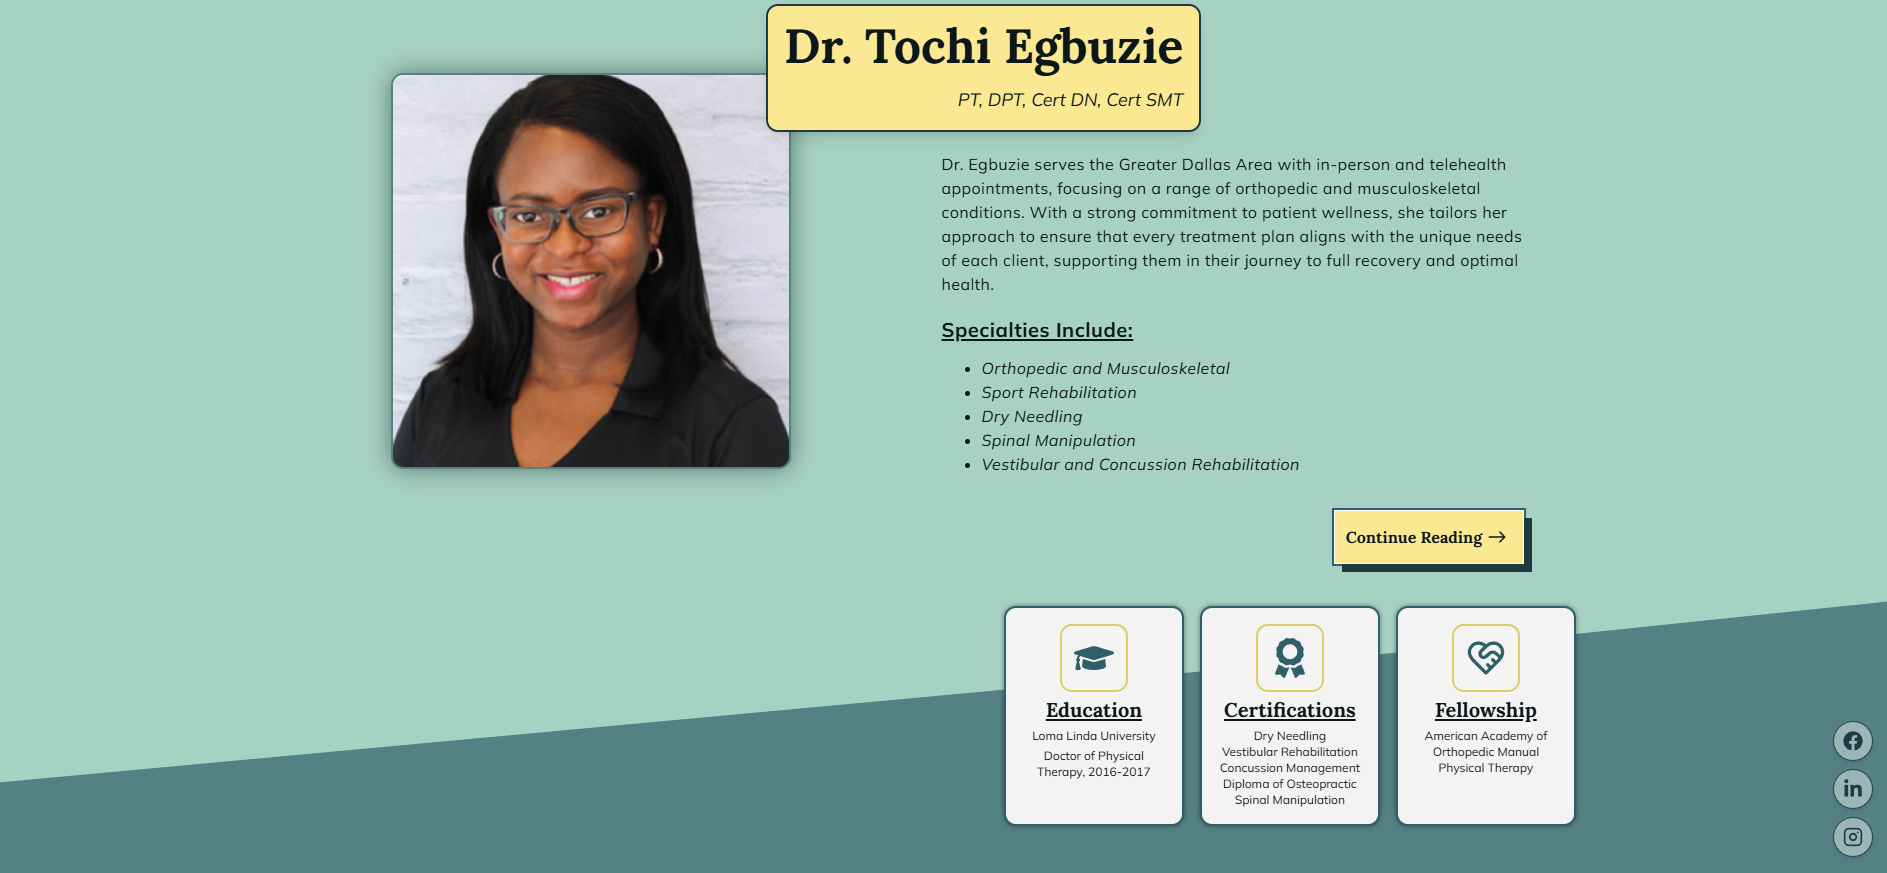 Dr. Tochi Egbuzie
PT, DPT, Cert DN, Cert SMT
Dr. Egbuzie serves the Greater Dallas Area with in-person and telehealth
appointments, focusing on a range of orthopedic and musculoskeletal
conditions. With a strong commitment to patient wellness, she tailors her
approach to ensure that every treatment plan aligns with the unique needs
of each client, supporting them in their journey to full recovery and optimal
health.
Specialties Include:
• Orthopedic and Musculoskeletal
• Sport Rehabilitation
• Dry Needling
• Spinal Manipulation
• Vestibular and Concussion Rehabilitation
Continue Reading →
Education
Loma Linda University
Doctor of Physical
Therapy, 2016-2017
Certifications
Dry Needling
Vestibular Rehabilitation
Concussion Management
Diploma of Osteopractic
Spinal Manipulation
Fellowship
American Academy of
Orthopedic Manual
Physical Therapy